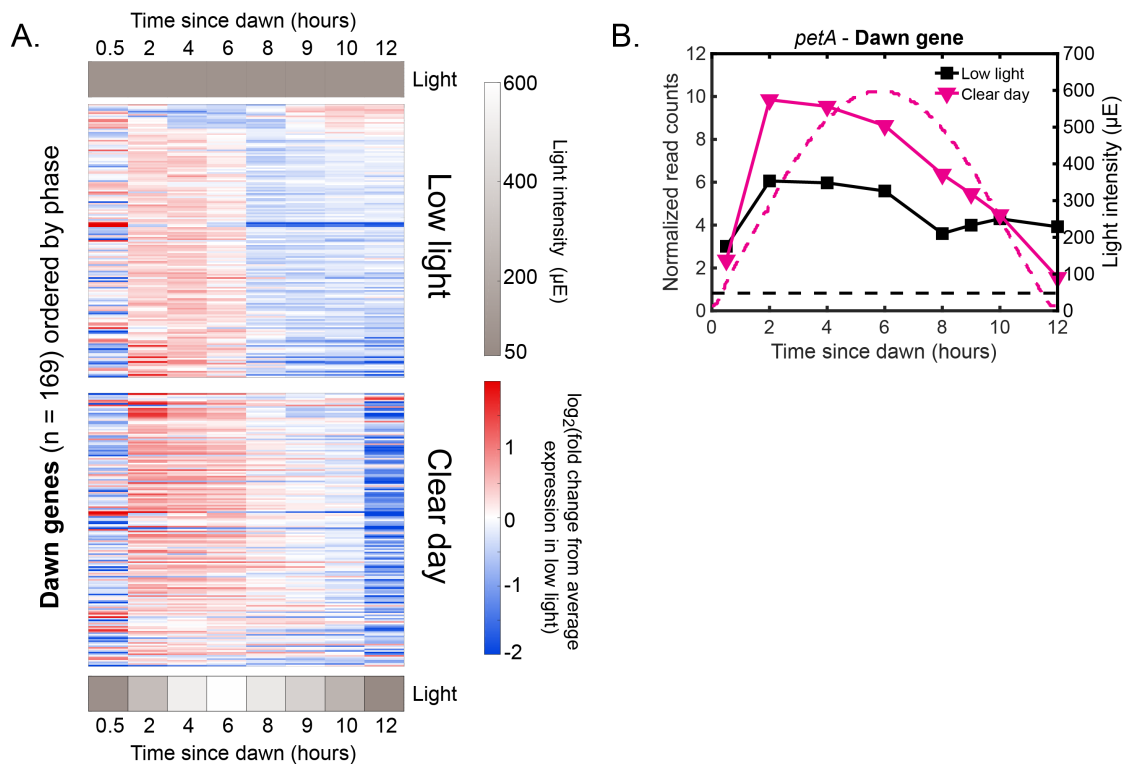 A.
Time since dawn (hours)
0.5 2 4 6 8 9 10 12
Light
Dawn genes (n = 169) ordered by phase
Low light
Clear day
600
400
200
50
Light intensity (µE)
1
0
-1
-2
log2(fold change from average
expression in low light)
Light
0.5 2 4 6 8 9 10 12
Time since dawn (hours)
B.
petA - Dawn gene
Low light
Clear day
Normalized read counts
12
10
8
6
4
2
0
700
600
500
400
300
200
100
0
Light intensity (µE)
0 2 4 6 8 10 12
Time since dawn (hours)